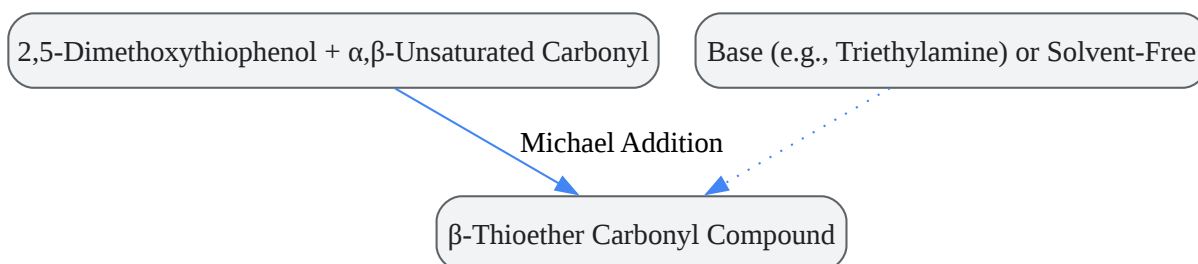 2,5-Dimethoxythiophenol + α,β-Unsaturated Carbonyl
Base (e.g., Triethylamine) or Solvent-Free
Michael Addition
β-Thioether Carbonyl Compound